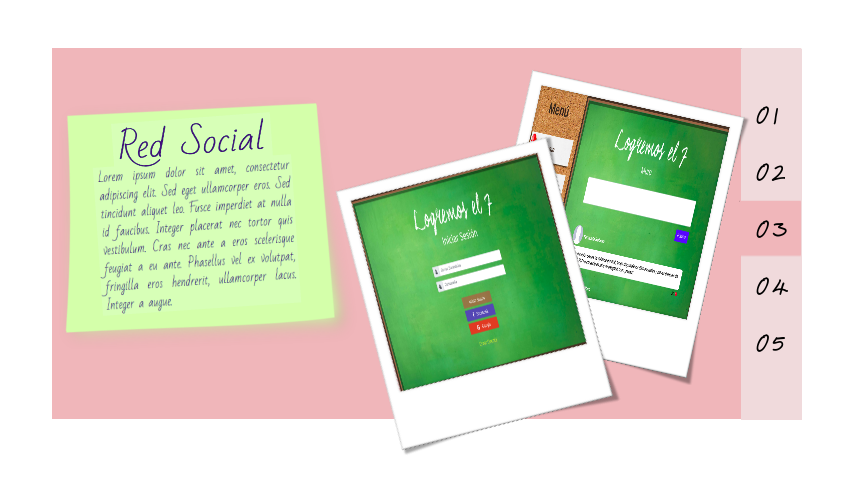 Red Social
Lorem ipsum dolor sit amet, consectetur
adipiscing elit. Sed eget ullamcorper eros. Sed
tincidunt aliquet leo. Fusce imperdiet at nulla
id faucibus. Integer placerat nec tortor quis
vestibulum. Cras nec ante a eros scelerisque
feugiat a eu ante. Phasellus vel ex volutpat,
fringilla eros hendrerit, ullamcorper lacus.
Integer a augue.
Logremos el 7
Iniciar Sesión
Menú
Logremos el 7
Muro
01
02
03
04
05